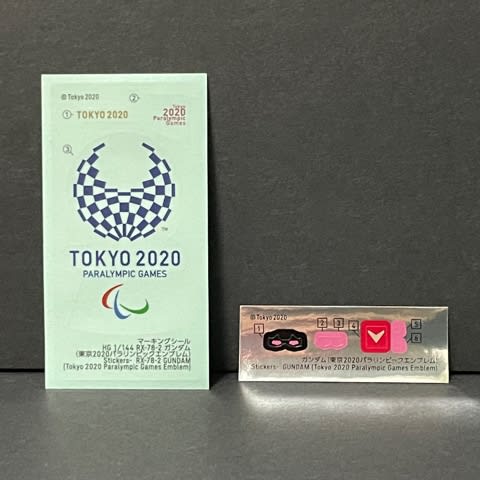 © Tokyo 2020
②
① TOKYO 2020
Tokyo
2020
Paralympic
Games
③
TM
TOKYO 2020
PARALYMPIC GAMES
マーキングシール
HG 1/144 RX-78-2 ガンダム
(東京2020パラリンピックエンブレム)
Stickers- RX-78-2 GUNDAM
(Tokyo 2020 Paralympic Games Emblem)
© Tokyo 2020
1
2 3 4
5
6
ガンダム(東京2020パラリンピックエンブレム)
Stickers- GUNDAM (Tokyo 2020 Paralympic Games Emblem)